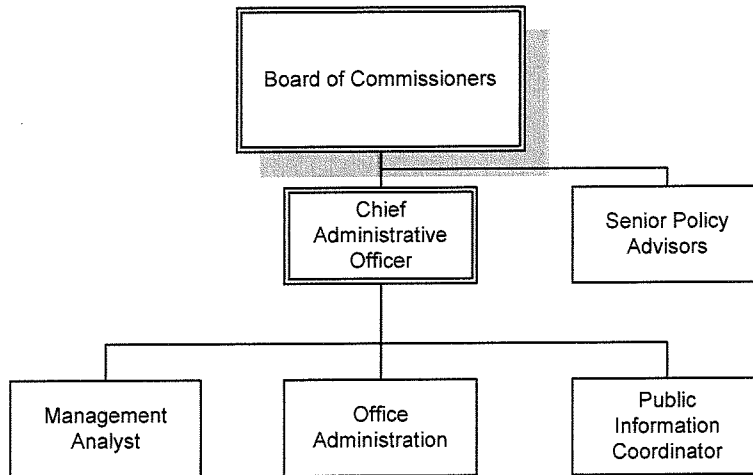 Board of Commissioners
Chief
Administrative
Officer
Senior Policy
Advisors
Management
Analyst
Office
Administration
Public
Information
Coordinator